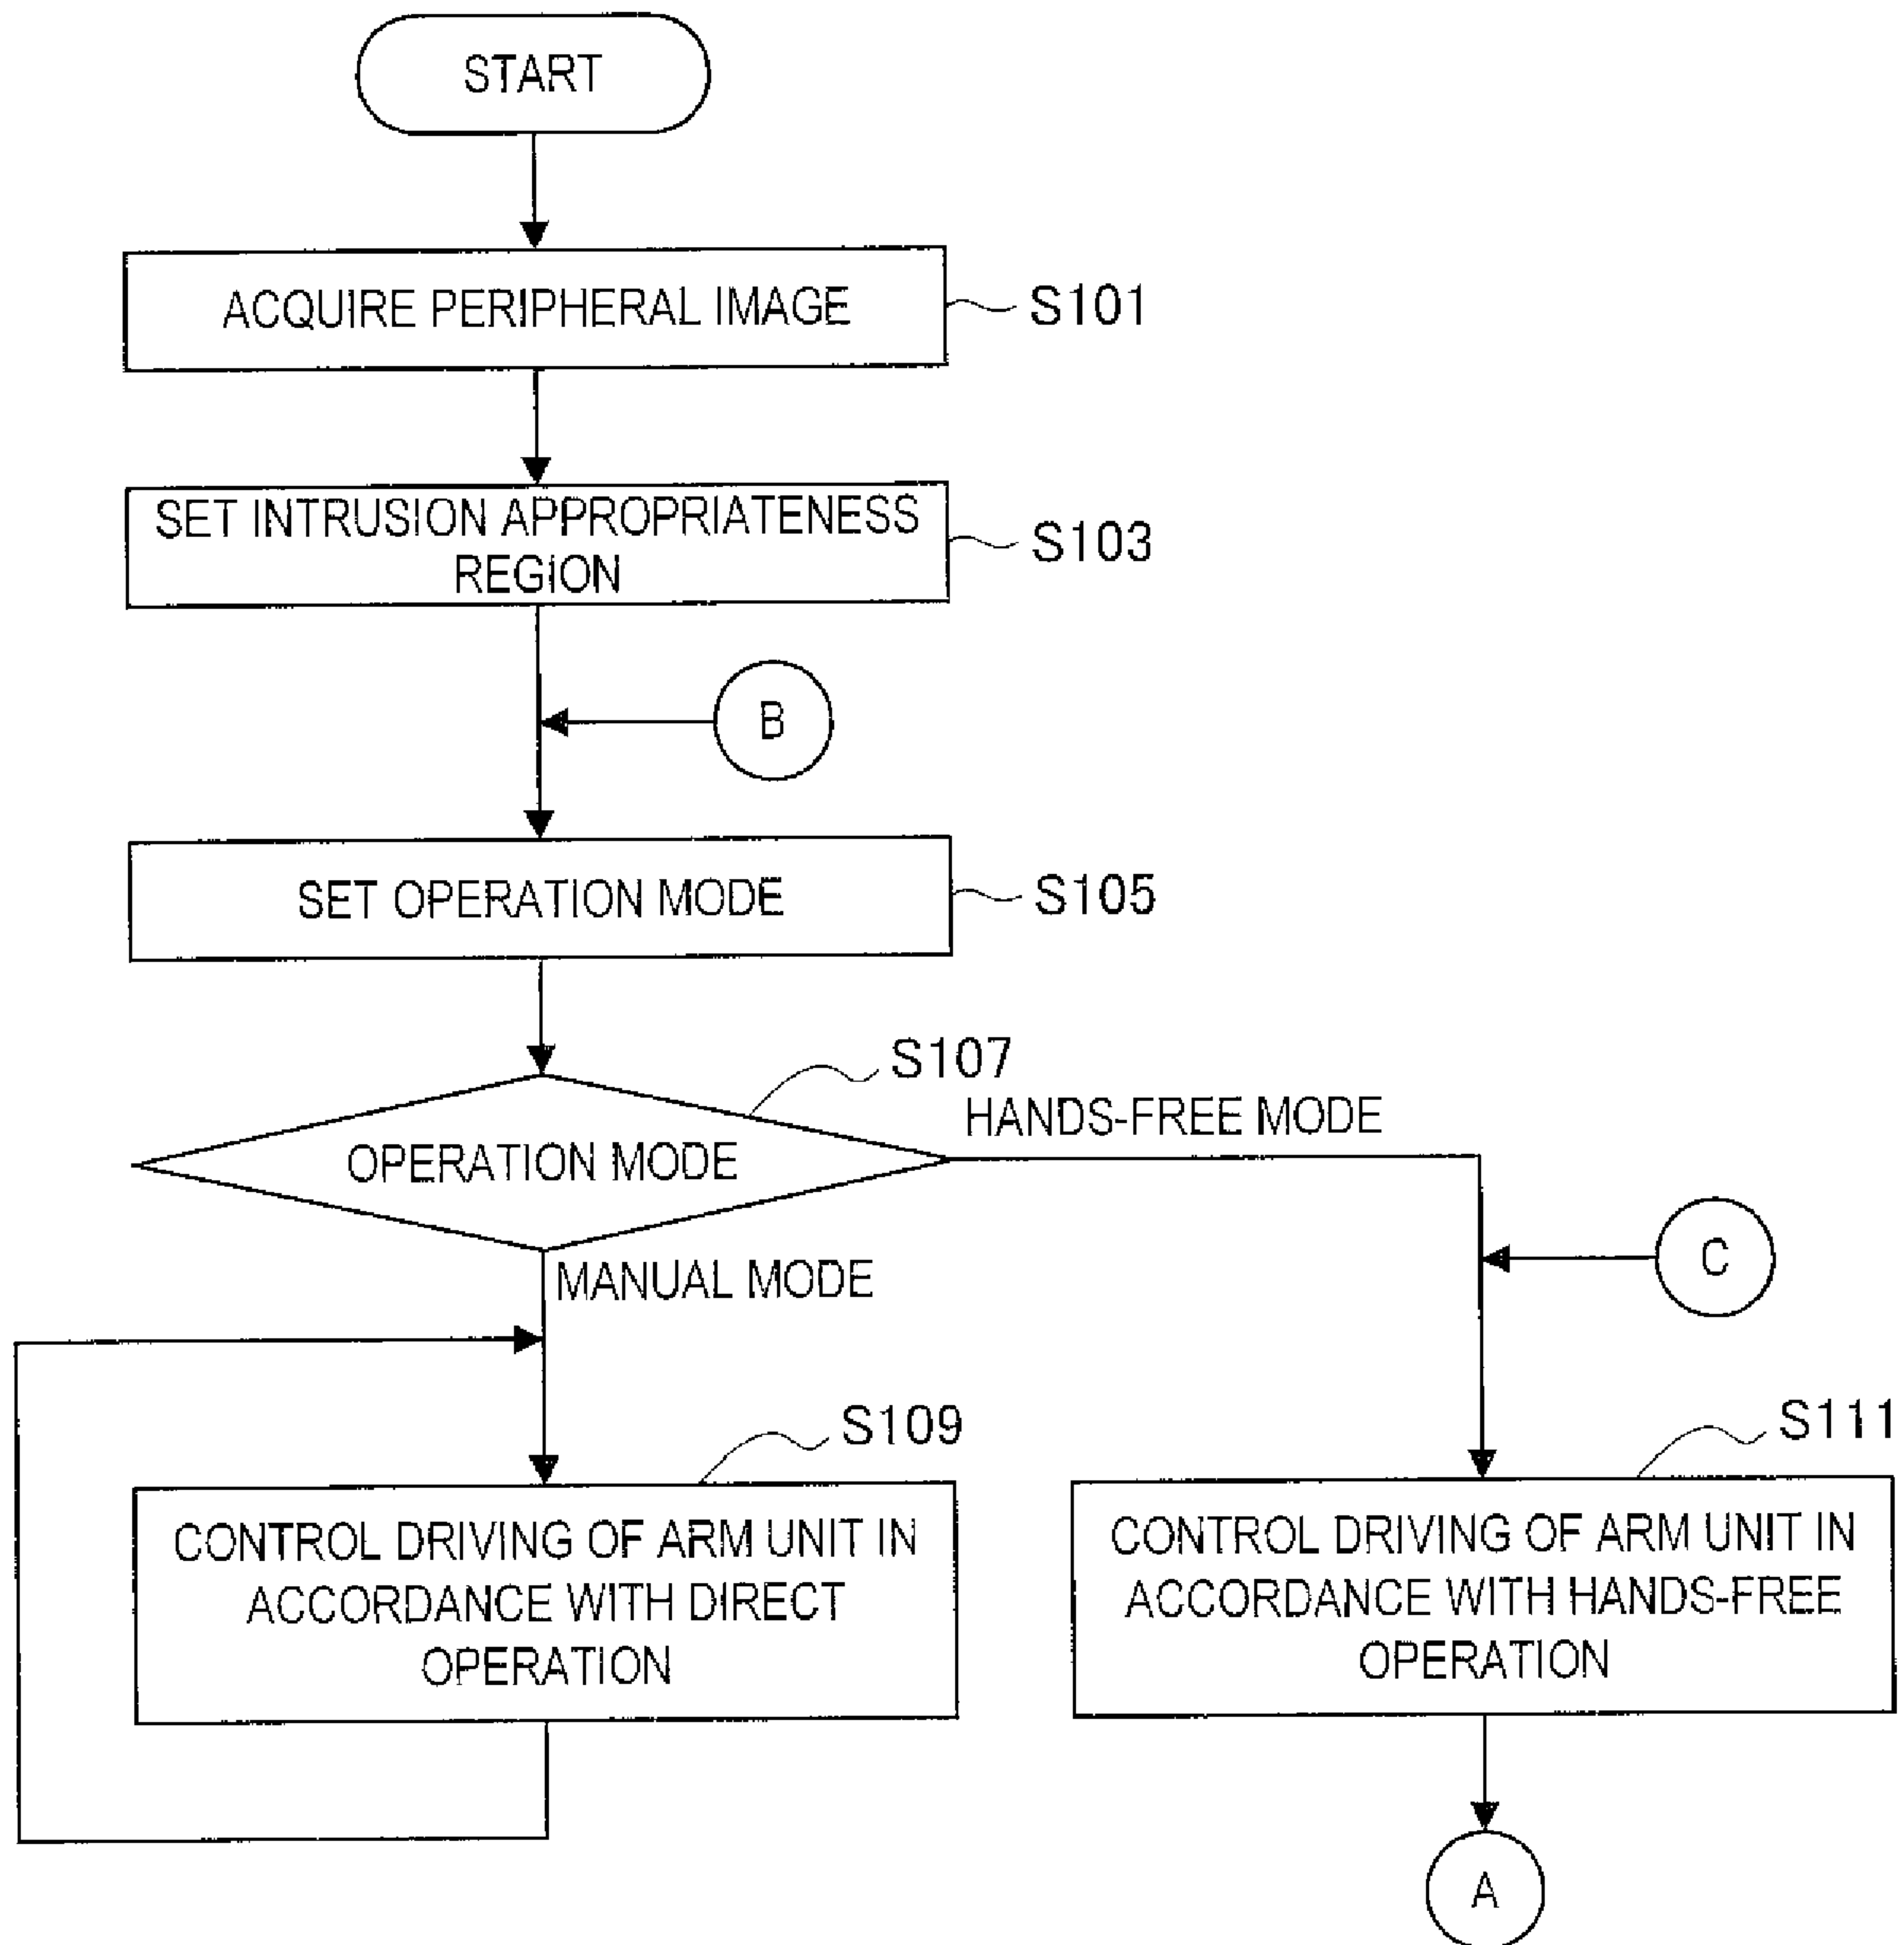 START
ACQUIRE PERIPHERAL IMAGE
S101
SET INTRUSION APPROPRIATENESS
REGION
S103
B
SET OPERATION MODE
S105
S107
OPERATION MODE
HANDS-FREE MODE
C
MANUAL MODE
S109
CONTROL DRIVING OF ARM UNIT IN
ACCORDANCE WITH DIRECT
OPERATION
S111
CONTROL DRIVING OF ARM UNIT IN
ACCORDANCE WITH HANDS-FREE
OPERATION
A